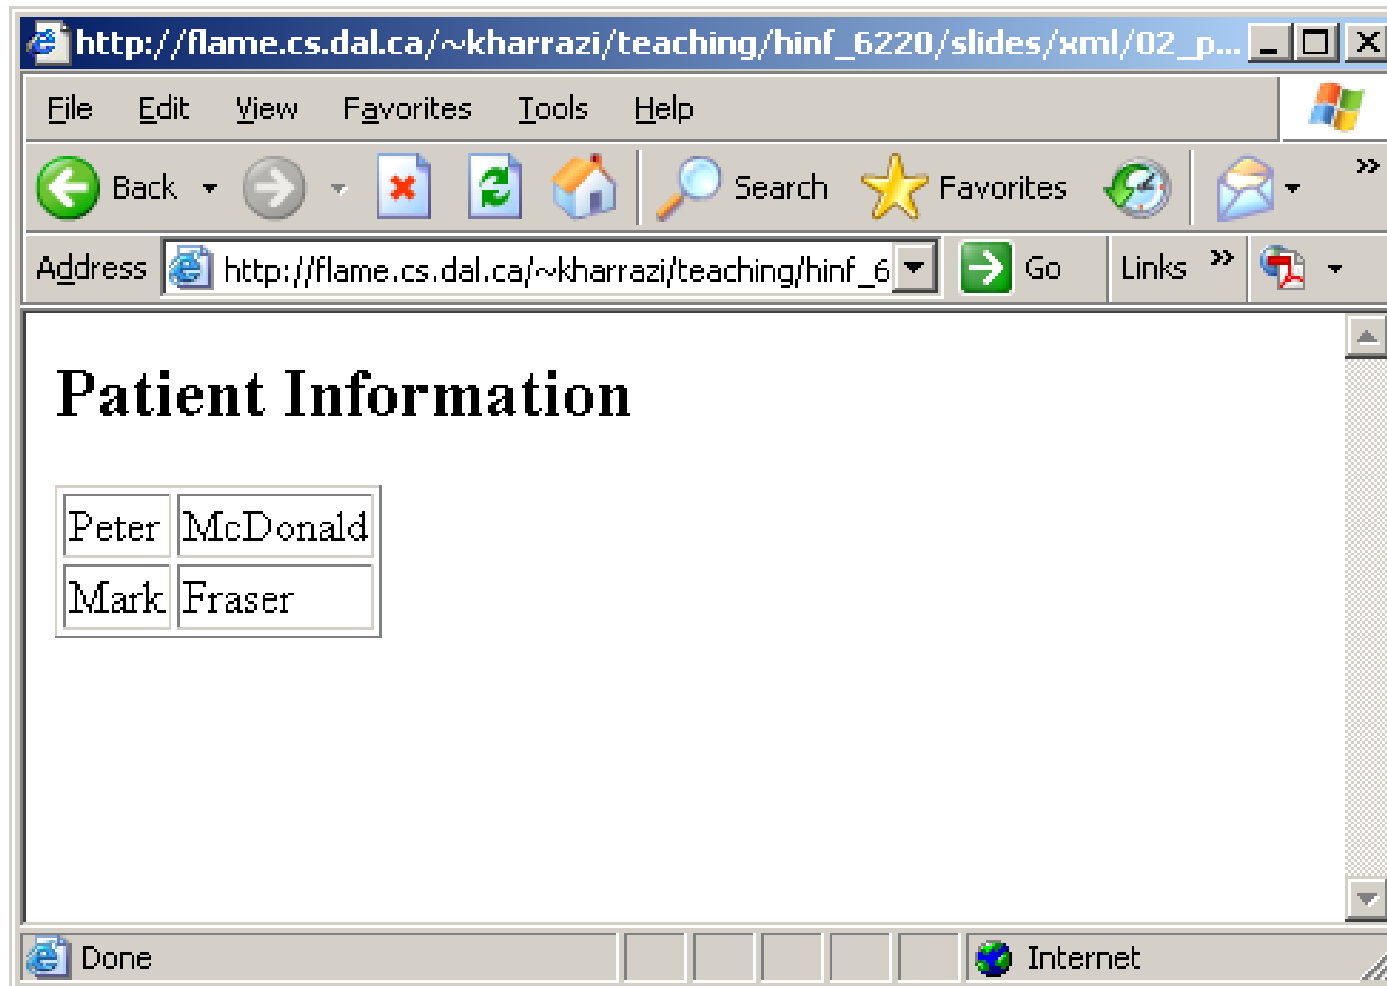 http://flame.cs.dal.ca/~kharrazi/teaching/hinf_6220/slides/xml/02_p...
File Edit View Favorites Tools Help
Back Search Favorites »
Address http://flame.cs.dal.ca/~kharrazi/teaching/hinf_6 Go Links »
Patient Information
Peter McDonald
Mark Fraser
Done Internet